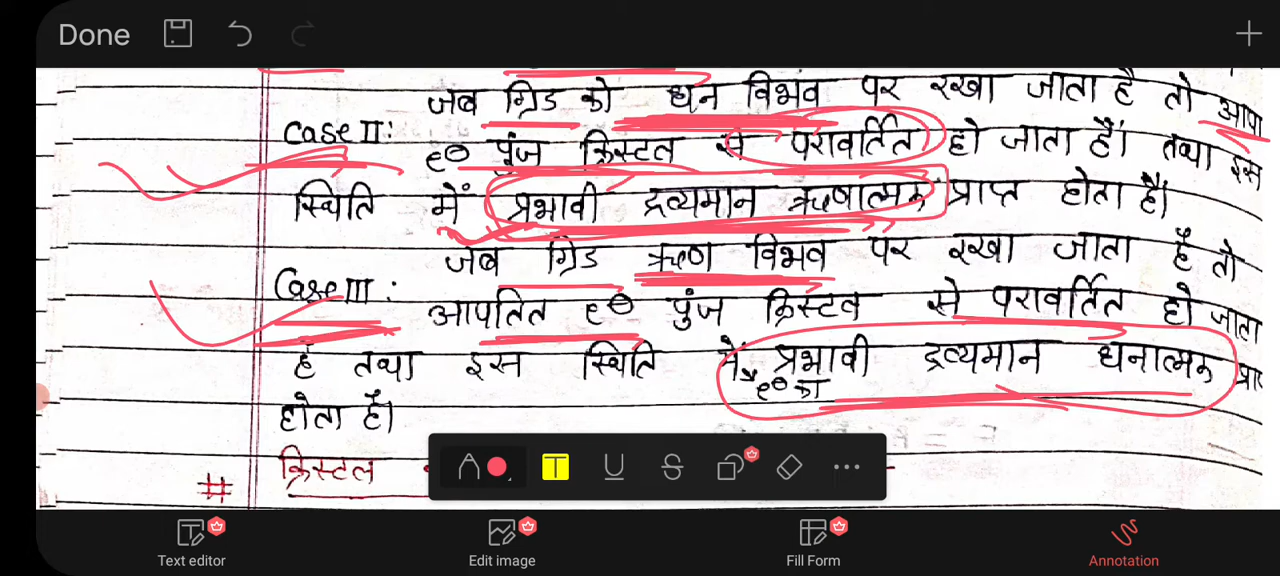 Done
जब ग्रिड को धन विभव पर रखा जाता है तो आपा
Case II:
e⊖ पुंज क्रिस्टल से परावर्तित हो जाता हैं। तथा इस
स्थिति में प्रभावी द्रव्यमान ऋणात्मक प्राप्त होता है।
जब ग्रिड ऋण विभव पर रखा जाता है तो
Case III:
आपतित e⊖ पुंज क्रिस्टल से परावर्तित हो जाता
है तथा इस स्थिति में प्रभावी द्रव्यमान धनात्मक प्रा
e⊖ का
होता है।
# क्रिस्टल
T U S
Text editor Edit image Fill Form Annotation